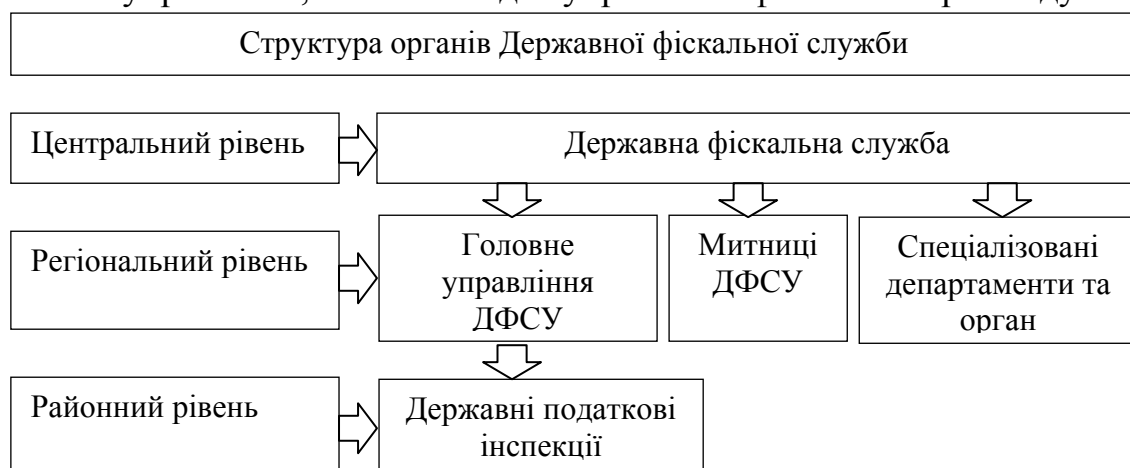 Структура органів Державної фіскальної служби
Центральний рівень
Державна фіскальна служба
Регіональний рівень
Головне
управління
ДФСУ
Митниці
ДФСУ
Спеціалізовані
департаменти та
орган
Районний рівень
Державні податкові
інспекції